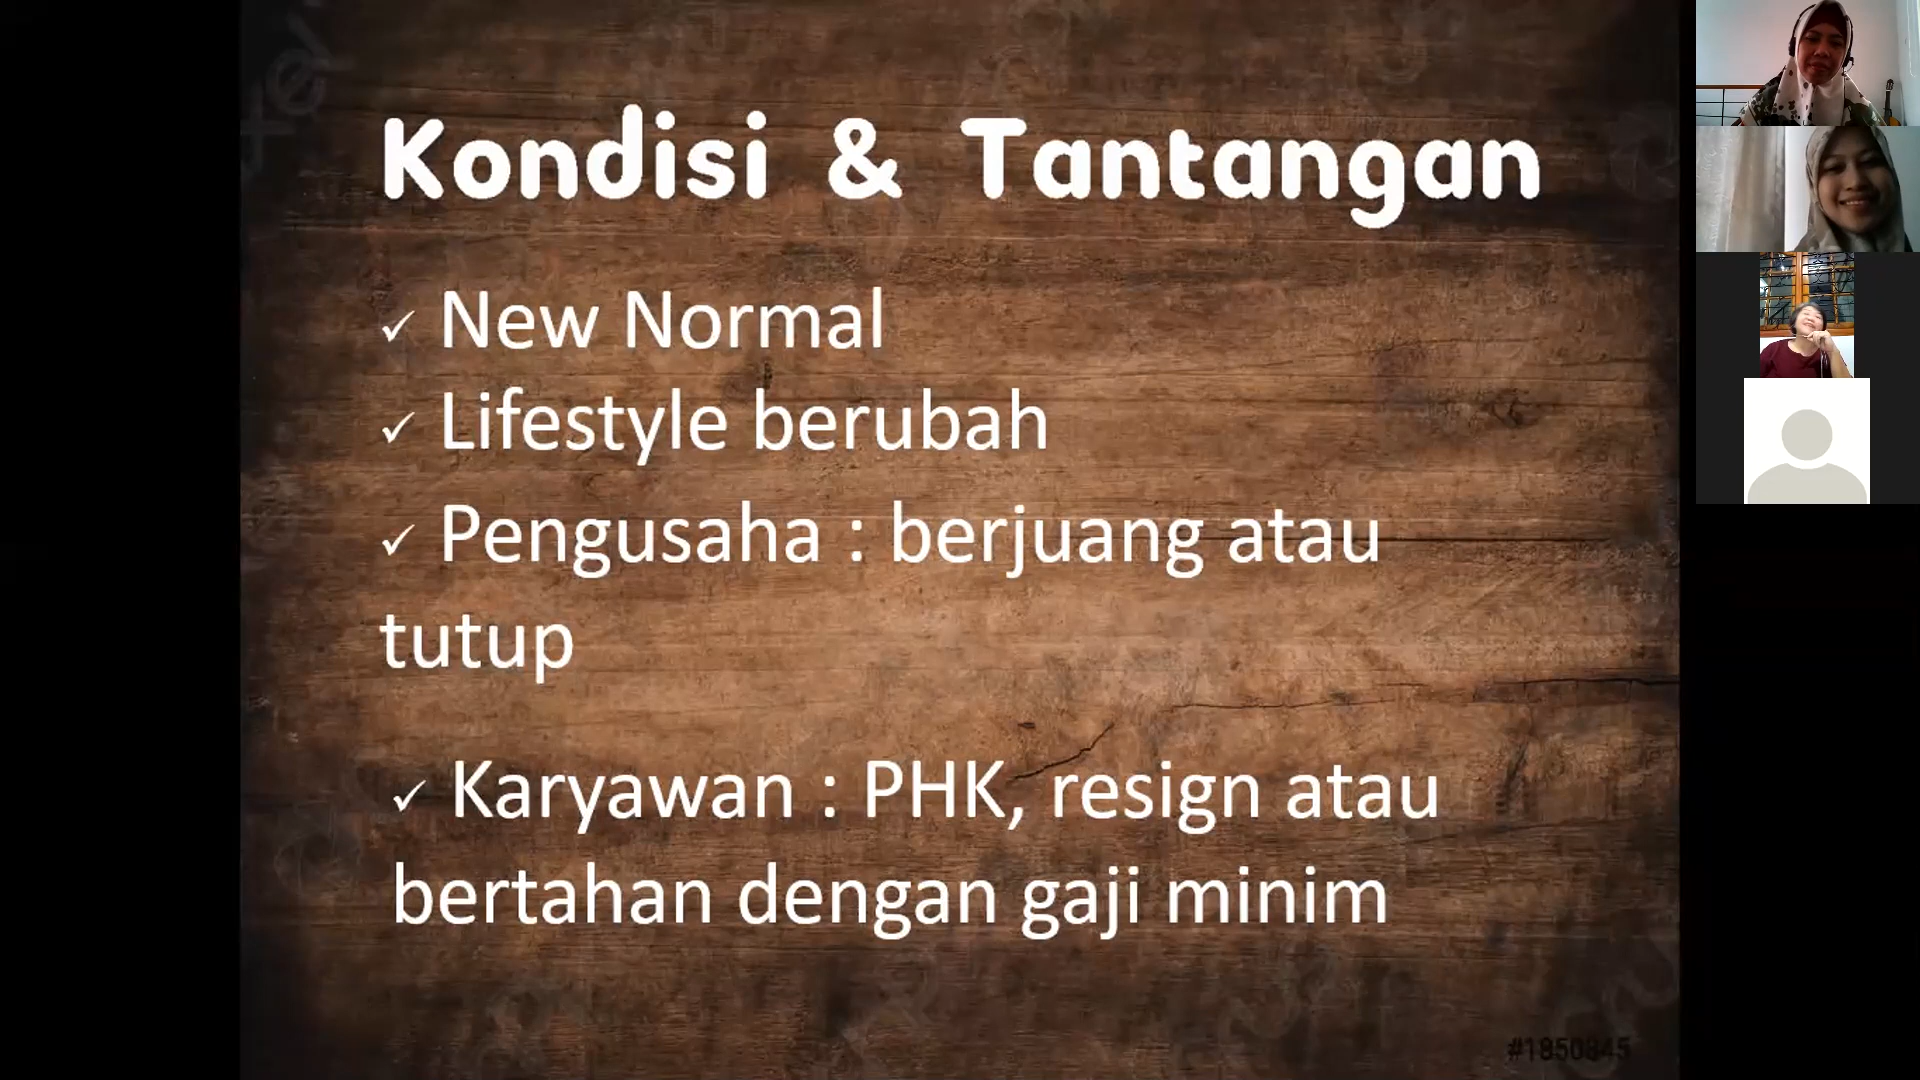 Kondisi & Tantangan
✓ New Normal
✓ Lifestyle berubah
✓ Pengusaha : berjuang atau
tutup
✓ Karyawan : PHK, resign atau
bertahan dengan gaji minim
#1850845